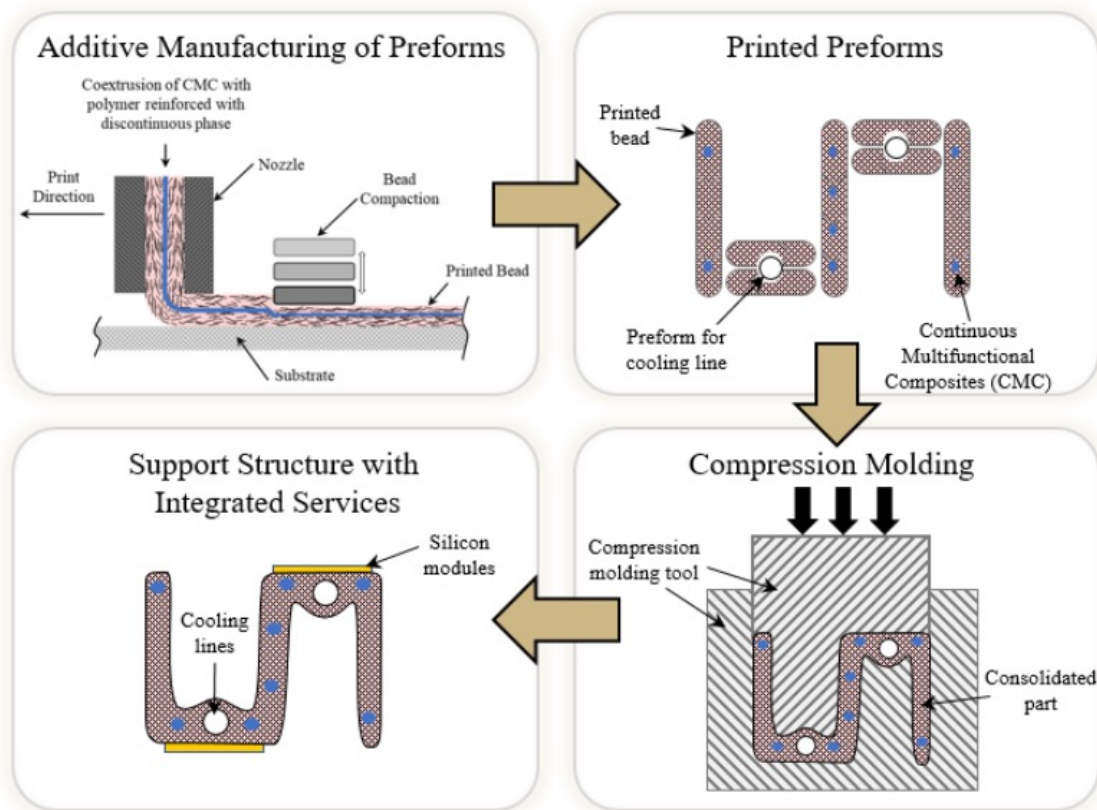 Additive Manufacturing of Preforms
Coextrusion of CMC with
polymer reinforced with
discontinuous phase
Print
Direction
Nozzle
Bead
Compaction
Printed Bead
Substrate
Printed Preforms
Printed
bead
Preform for
cooling line
Continuous
Multifunctional
Composites (CMC)
Support Structure with
Integrated Services
Silicon
modules
Cooling
lines
Compression Molding
Compression
molding tool
Consolidated
part